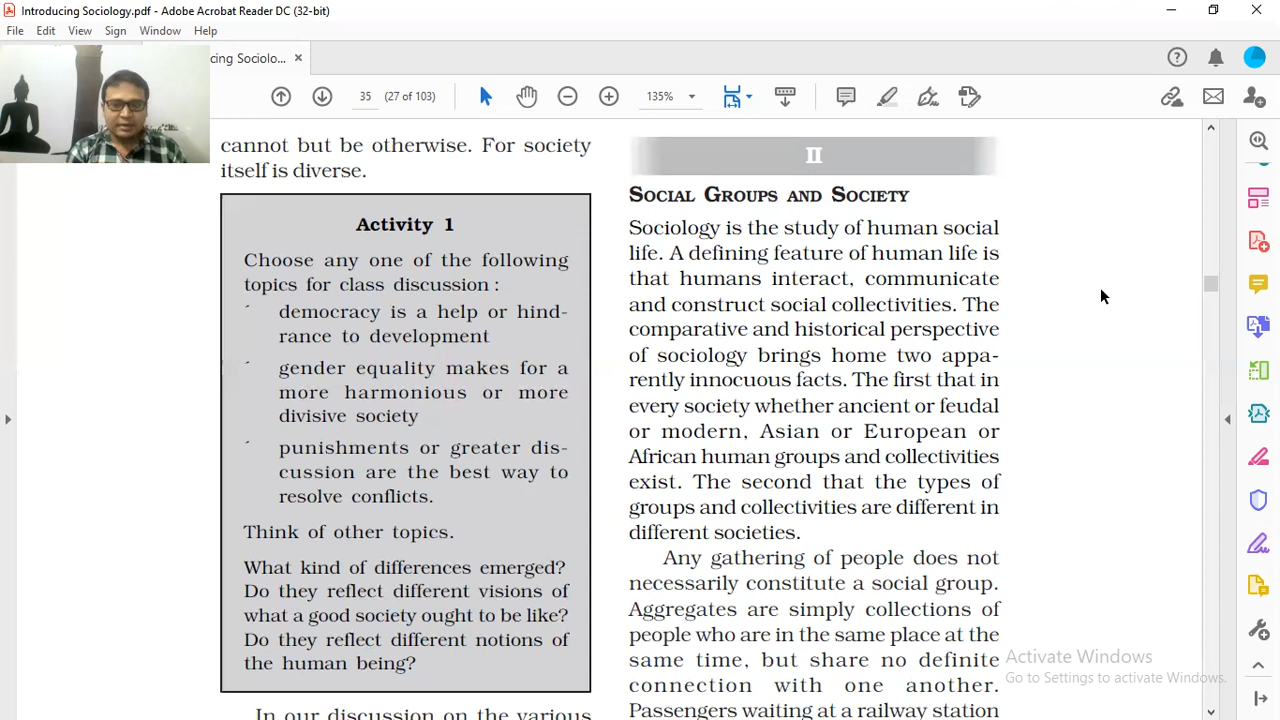 Introducing Sociology.pdf - Adobe Acrobat Reader DC (32-bit)
File Edit View Sign Window Help
cing Sociolo...
35 (27 of 103) 135%
cannot but be otherwise. For society
itself is diverse.
Activity 1
Choose any one of the following
topics for class discussion :
democracy is a help or hind-
rance to development
gender equality makes for a
more harmonious or more
divisive society
punishments or greater dis-
cussion are the best way to
resolve conflicts.
Think of other topics.
What kind of differences emerged?
Do they reflect different visions of
what a good society ought to be like?
Do they reflect different notions of
the human being?
In our discussion on the various
II
SOCIAL GROUPS AND SOCIETY
Sociology is the study of human social
life. A defining feature of human life is
that humans interact, communicate
and construct social collectivities. The
comparative and historical perspective
of sociology brings home two appa-
rently innocuous facts. The first that in
every society whether ancient or feudal
or modern, Asian or European or
African human groups and collectivities
exist. The second that the types of
groups and collectivities are different in
different societies.
Any gathering of people does not
necessarily constitute a social group.
Aggregates are simply collections of
people who are in the same place at the
same time, but share no definite
connection with one another.
Passengers waiting at a railway station
Activate Windows
Go to Settings to activate Windows.